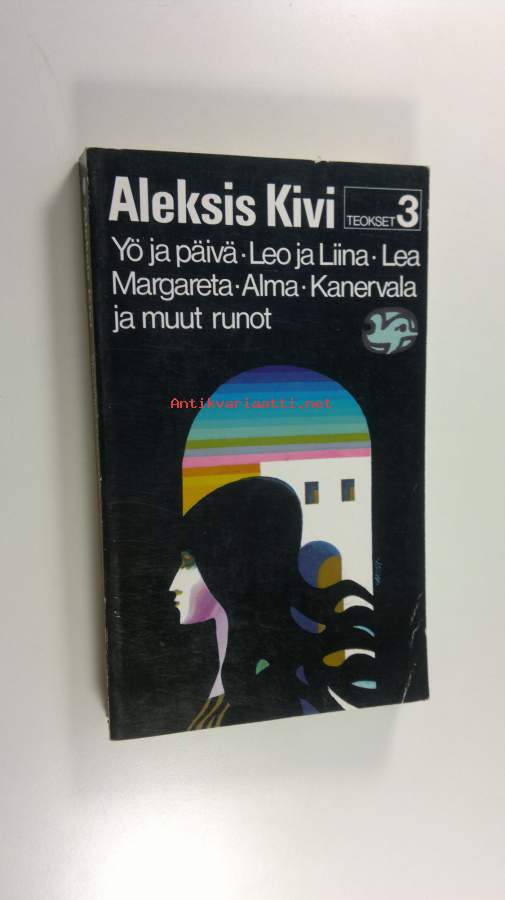 Aleksis Kivi TEOKSET 3
Yö ja päivä · Leo ja Liina · Lea
Margareta · Alma · Kanervala
ja muut runot
Antikvariaatti.net